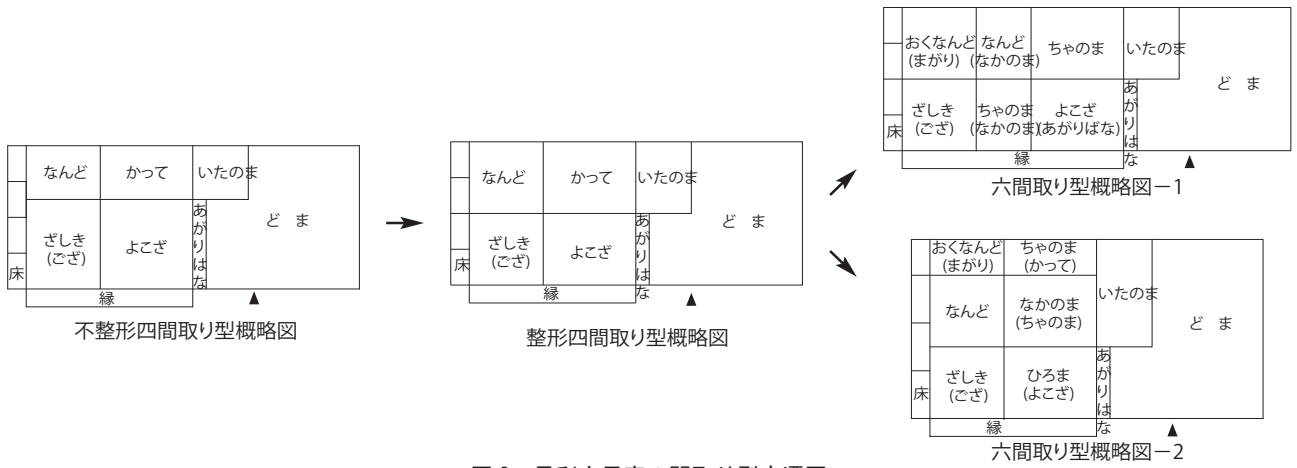 なんど
かって
いたのま
ざしき
(ござ)
よこざ
あがりはな
ど ま
床
縁
不整形四間取り型概略図
なんど
かって
いたのま
ざしき
(ござ)
よこざ
あがりはな
ど ま
床
縁
整形四間取り型概略図
おくなんど
(まがり)
なんど
(なかのま)
ちゃのま
いたのま
ざしき
(ござ)
ちゃのま
(なかのま)
よこざ
(あがりばな)
あがりはな
ど ま
床
縁
六間取り型概略図－1
おくなんど
(まがり)
ちゃのま
(かって)
いたのま
なんど
なかのま
(ちゃのま)
ざしき
(ござ)
ひろま
(よこざ)
あがりはな
ど ま
床
縁
六間取り型概略図－2